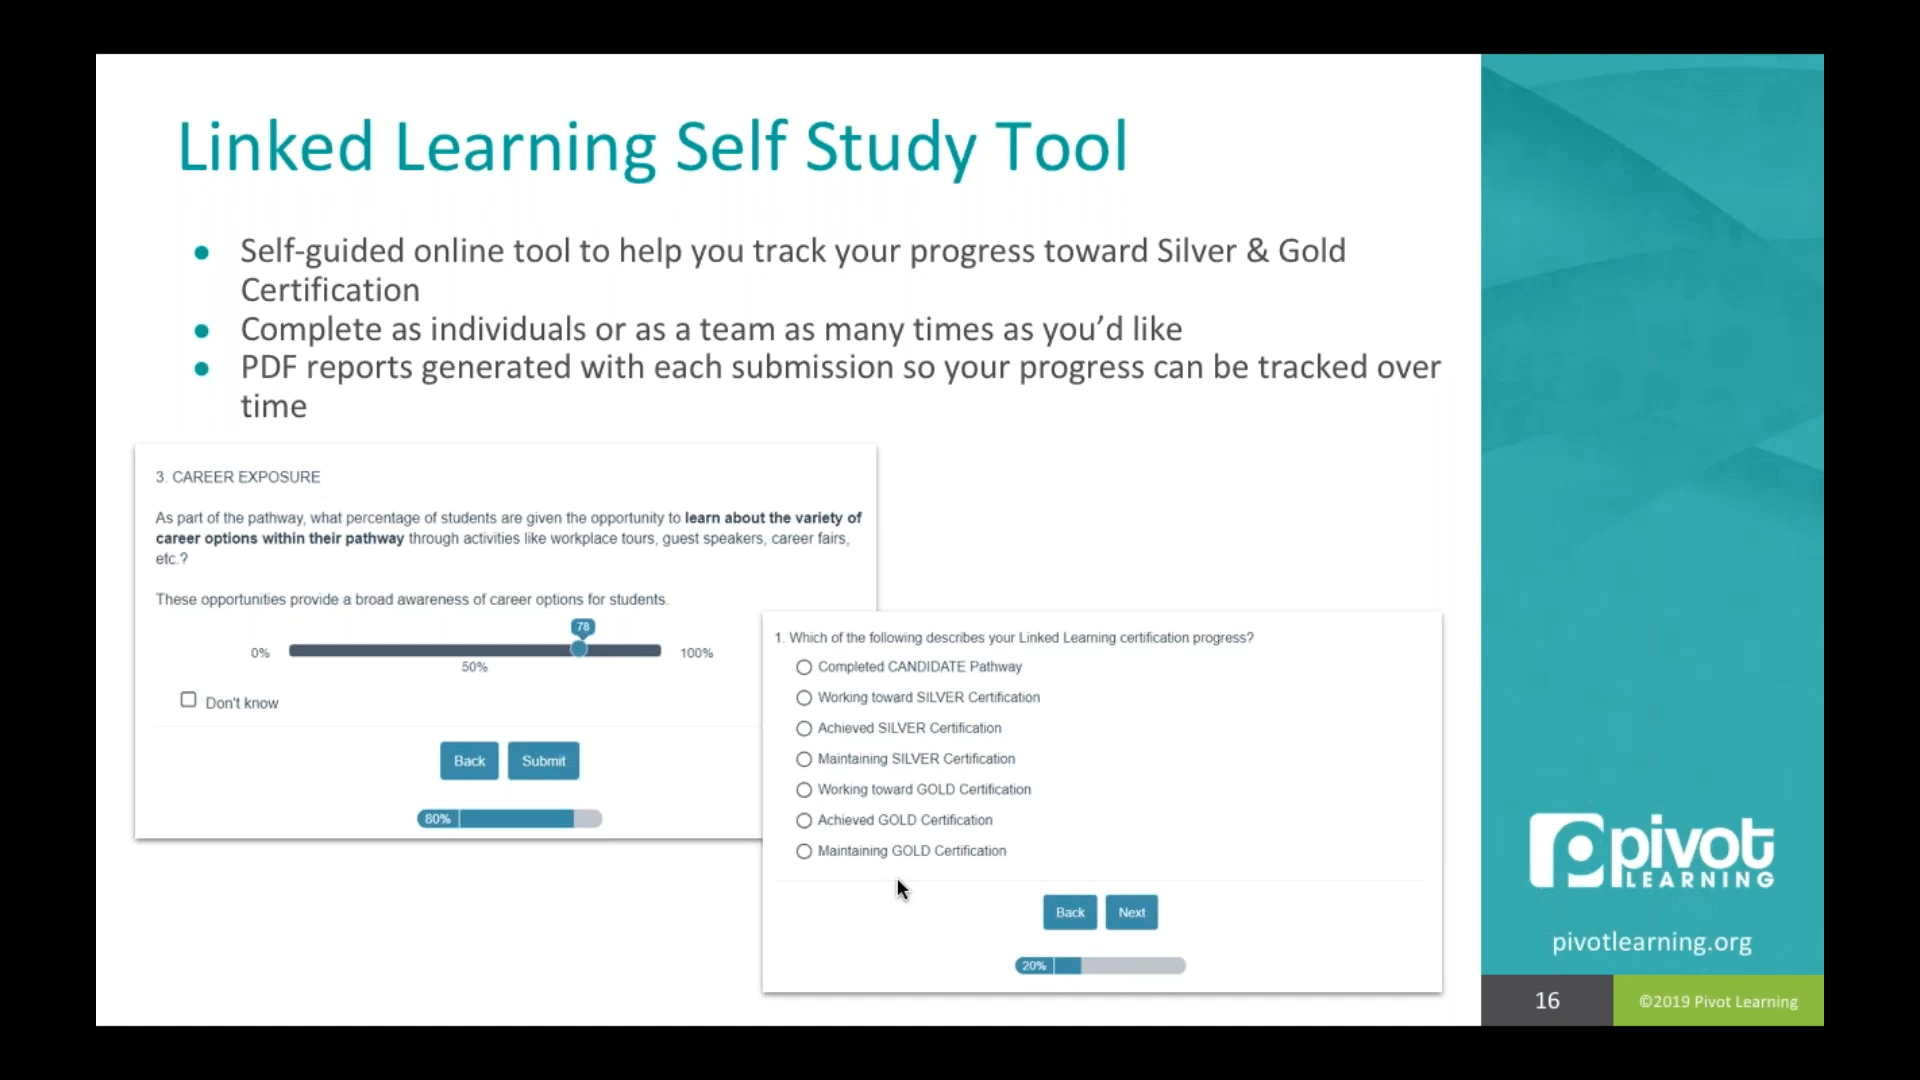 Linked Learning Self Study Tool
Self-guided online tool to help you track your progress toward Silver & Gold
Certification
Complete as individuals or as a team as many times as you’d like
PDF reports generated with each submission so your progress can be tracked over
time
3. CAREER EXPOSURE
As part of the pathway, what percentage of students are given the opportunity to learn about the variety of
career options within their pathway through activities like workplace tours, guest speakers, career fairs,
etc.?
These opportunities provide a broad awareness of career options for students.
78
0%
100%
50%
Don't know
Back
Submit
80%
1. Which of the following describes your Linked Learning certification progress?
Completed CANDIDATE Pathway
Working toward SILVER Certification
Achieved SILVER Certification
Maintaining SILVER Certification
Working toward GOLD Certification
Achieved GOLD Certification
Maintaining GOLD Certification
Back
Next
20%
pivot
LEARNING
pivotlearning.org
16
©2019 Pivot Learning